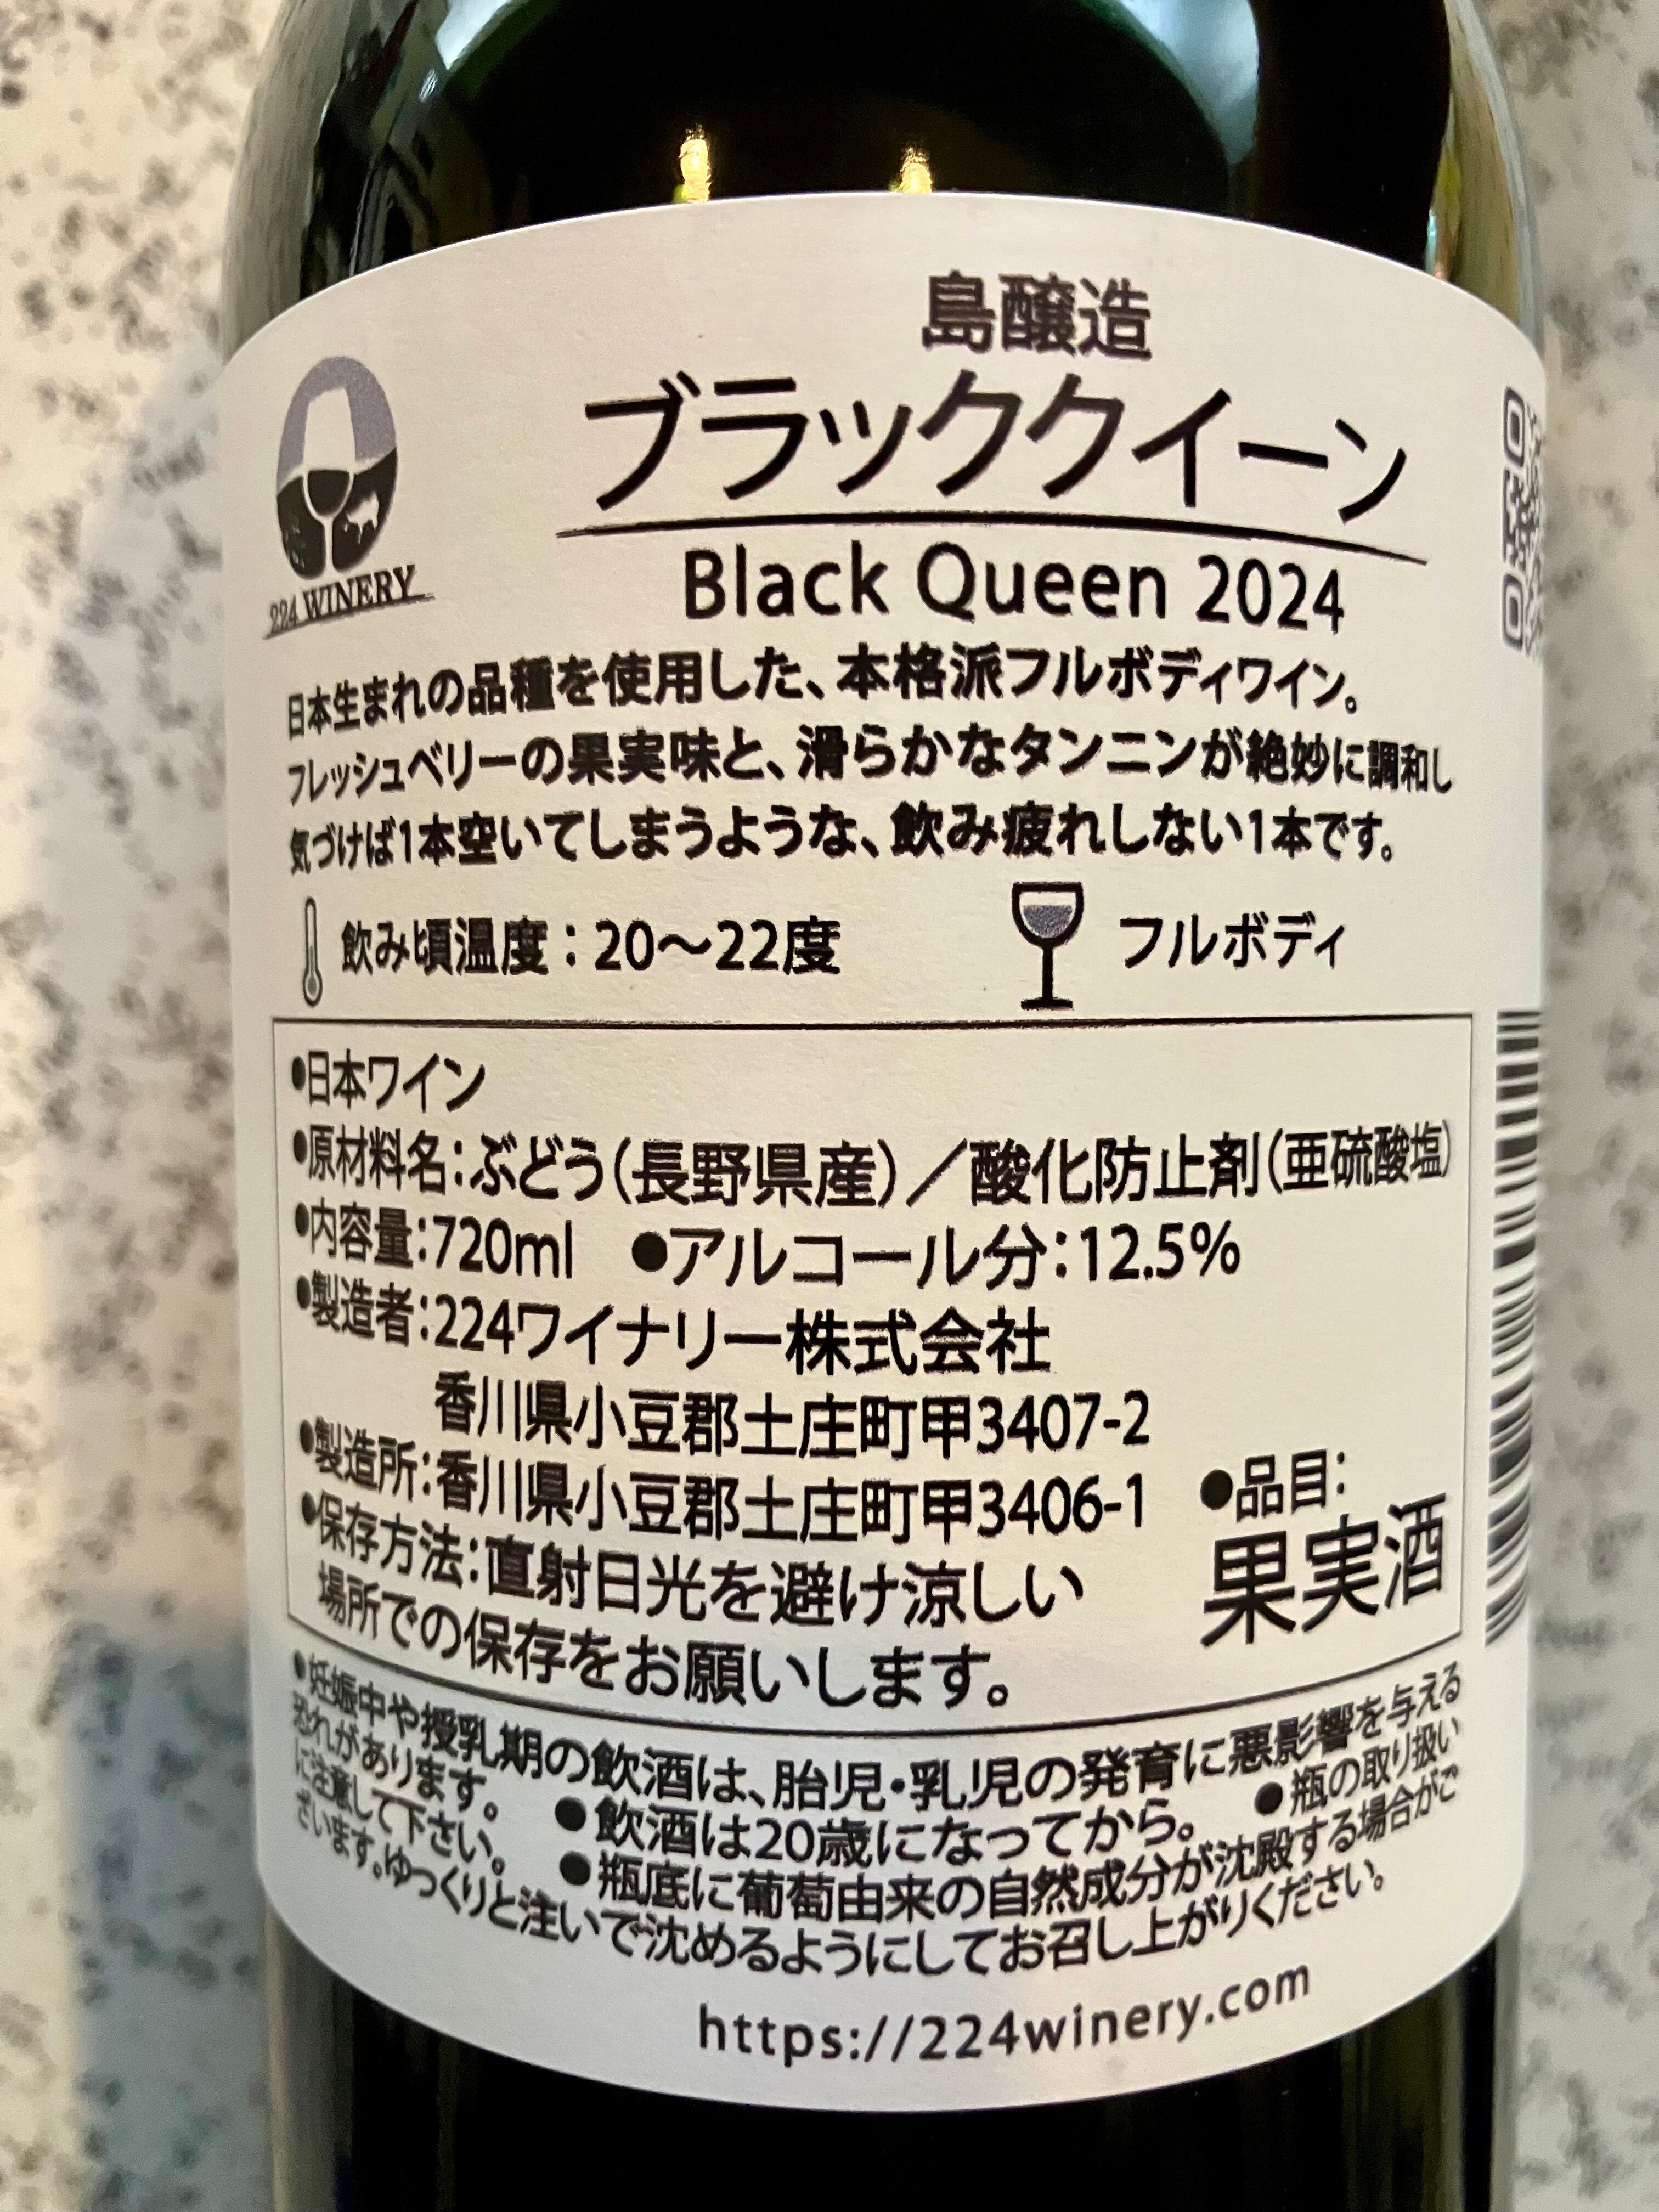 島醸造
ブラッククイーン
Black Queen 2024
224 WINERY
日本生まれの品種を使用した、本格派フルボディワイン。
フレッシュベリーの果実味と、滑らかなタンニンが絶妙に調和し
気づけば1本空いてしまうような、飲み疲れしない1本です。
飲み頃温度：20〜22度
フルボディ
●日本ワイン
●原材料名：ぶどう（長野県産）／酸化防止剤（亜硫酸塩）
●内容量：720ml ●アルコール分：12.5%
●製造者：224ワイナリー株式会社
香川県小豆郡土庄町甲3407-2
●製造所：香川県小豆郡土庄町甲3406-1
●保存方法：直射日光を避け涼しい
場所での保存をお願いします。
●品目：
果実酒
●妊娠中や授乳期の飲酒は、胎児・乳児の発育に悪影響を与える
恐れがあります。 ●飲酒は20歳になってから。 ●瓶の取り扱い
に注意して下さい。 ●瓶底に葡萄由来の自然成分が沈殿する場合がご
ざいます。ゆっくりと注いで沈めるようにしてお召し上がりください。
https://224winery.com